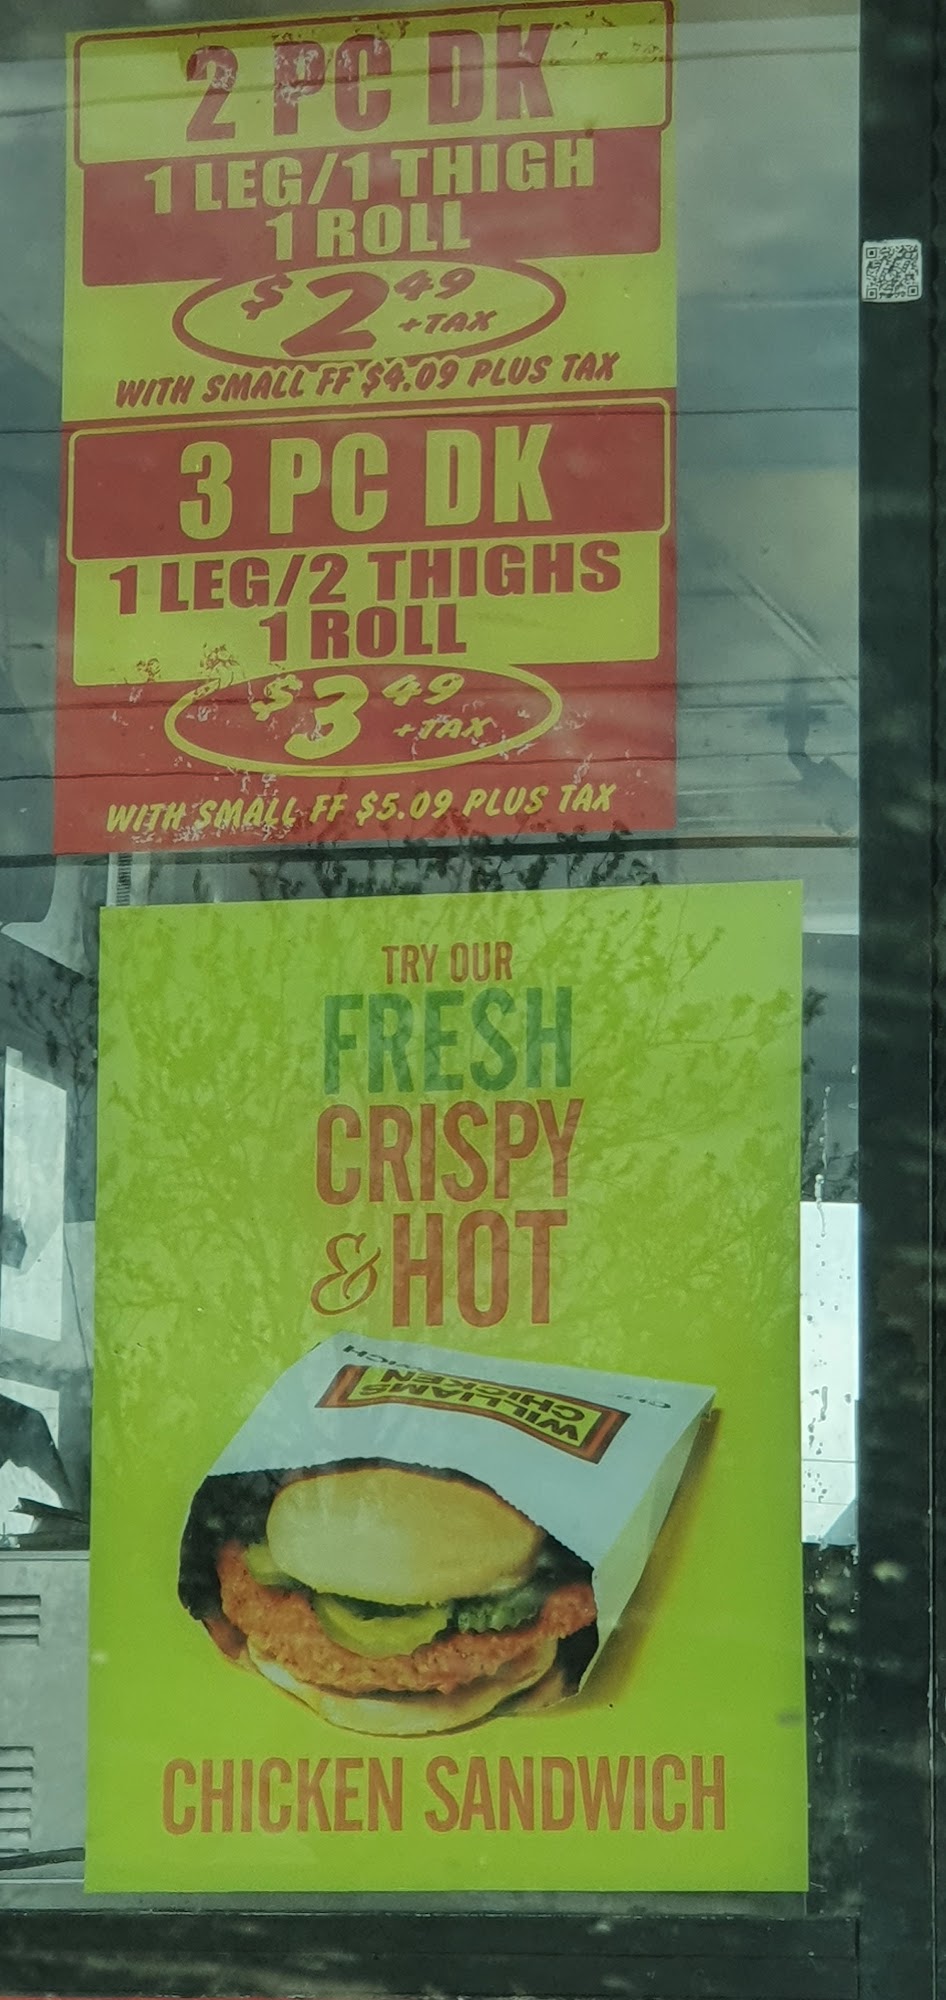 2 PC DK
1 LEG/1 THIGH
1 ROLL
$2 49
+TAX
WITH SMALL FF $4.09 PLUS TAX
3 PC DK
1 LEG/2 THIGHS
1 ROLL
$3 49
+TAX
WITH SMALL FF $5.09 PLUS TAX
TRY OUR
FRESH
CRISPY
& HOT
WILLIAMS
CHICKEN
CHICKEN SANDWICH